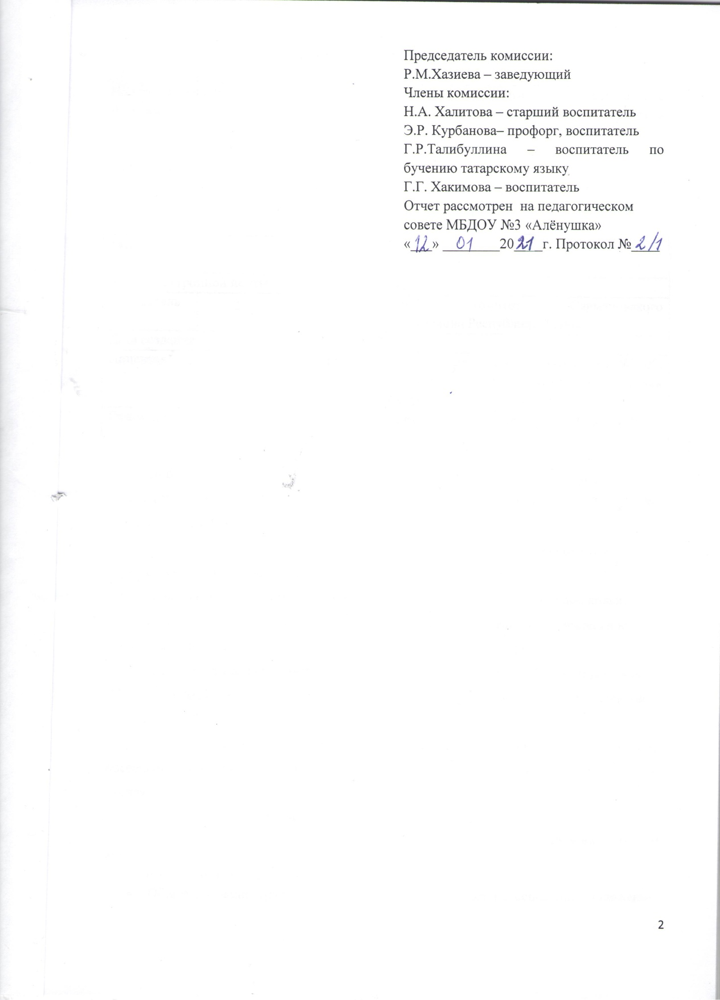 Председатель комиссии:
Р.М.Хазиева – заведующий
Члены комиссии:
Н.А. Халитова – старший воспитатель
Э.Р. Курбанова– профорг, воспитатель
Г.Р.Талибуллина – воспитатель по
бучению татарскому языку
Г.Г. Хакимова – воспитатель
Отчет рассмотрен на педагогическом
совете МБДОУ №3 «Алёнушка»
«12» 01 2021 г. Протокол № 2/1
2